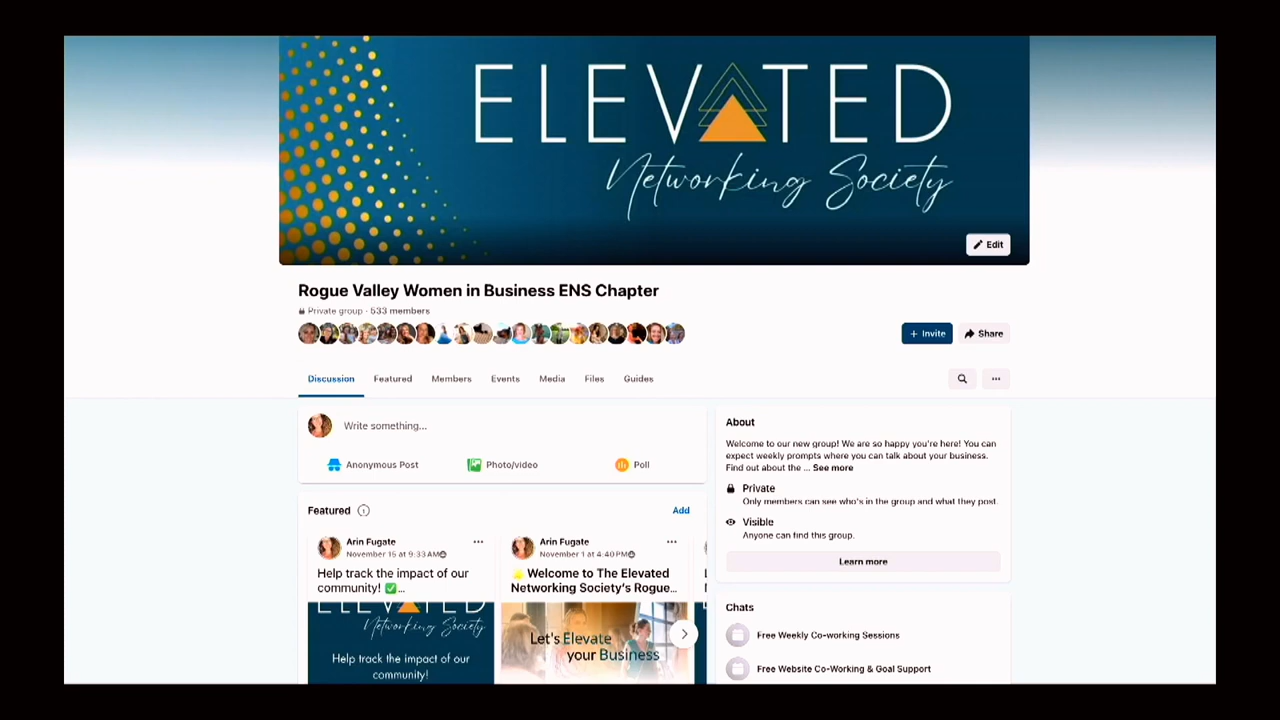 ELEVATED
Networking Society
Edit
Rogue Valley Women in Business ENS Chapter
Private group · 533 members
+ Invite
Share
Discussion
Featured
Members
Events
Media
Files
Guides
Write something...
Anonymous Post
Photo/video
Poll
Featured
Add
Arin Fugate
November 15 at 9:33 AM
Help track the impact of our
community! ✅...
ELEVATED
Networking Society
Help track the impact of our
community!
Arin Fugate
November 1 at 4:40 PM
Welcome to The Elevated
Networking Society's Rogue...
Let's Elevate
your Business
About
Welcome to our new group! We are so happy you're here! You can
expect weekly prompts where you can talk about your business.
Find out about the ... See more
Private
Only members can see who's in the group and what they post.
Visible
Anyone can find this group.
Learn more
Chats
Free Weekly Co-working Sessions
Free Website Co-Working & Goal Support